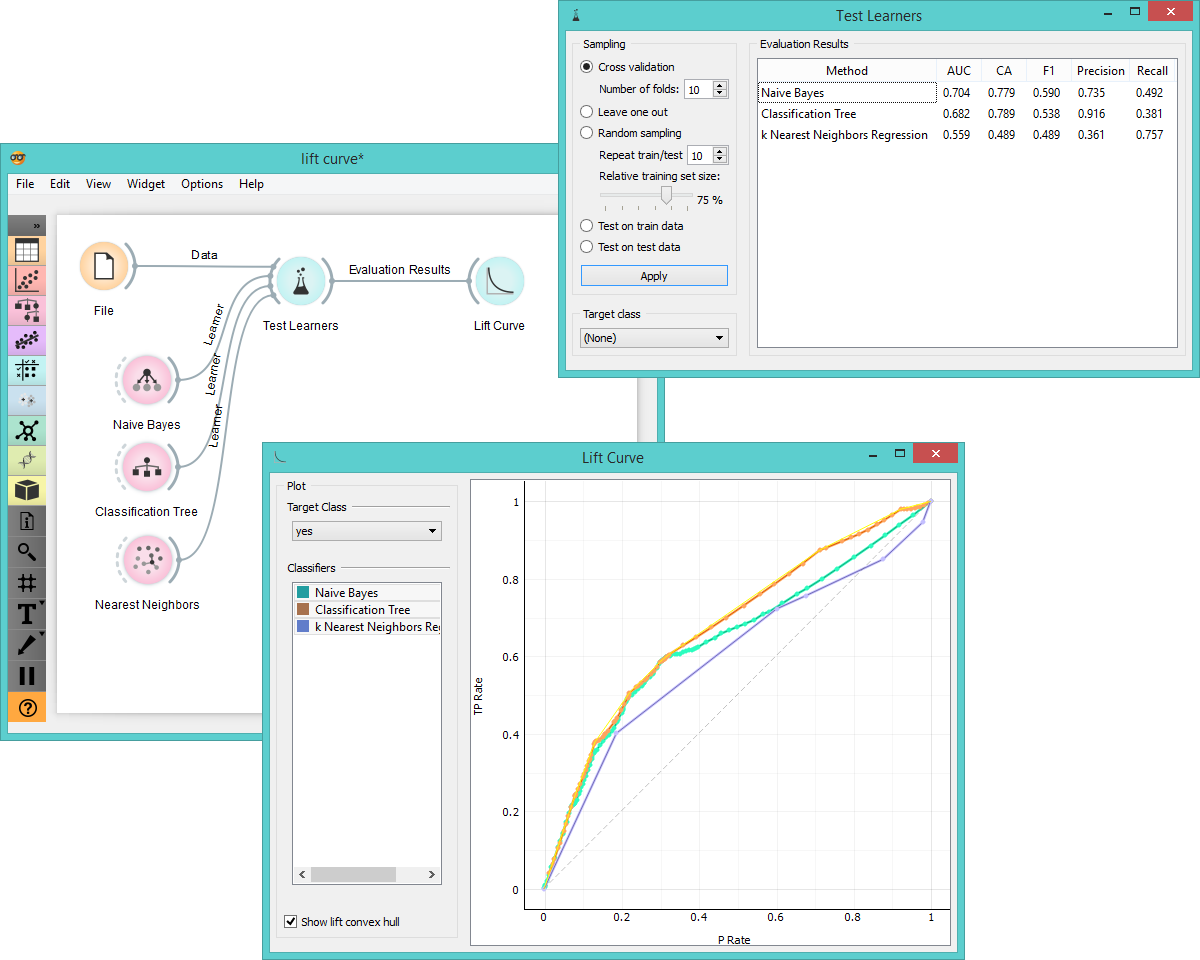 Test Learners
Sampling
Cross validation
Number of folds: 10
Leave one out
Random sampling
Repeat train/test 10
Relative training set size:
75 %
Test on train data
Test on test data
Apply
Target class
(None)
Evaluation Results
Method AUC CA F1 Precision Recall
Naive Bayes 0.704 0.779 0.590 0.735 0.492
Classification Tree 0.682 0.789 0.538 0.916 0.381
k Nearest Neighbors Regression 0.559 0.489 0.489 0.361 0.757
lift curve*
File Edit View Widget Options Help
»
T
?
Data
Evaluation Results
File
Test Learners
Lift Curve
Learner
Learner
Learner
Naive Bayes
Classification Tree
Nearest Neighbors
Lift Curve
Plot
Target Class
yes
Classifiers
Naive Bayes
Classification Tree
k Nearest Neighbors Re
Show lift convex hull
TP Rate
1
0.8
0.6
0.4
0.2
0
0 0.2 0.4 0.6 0.8 1
P Rate